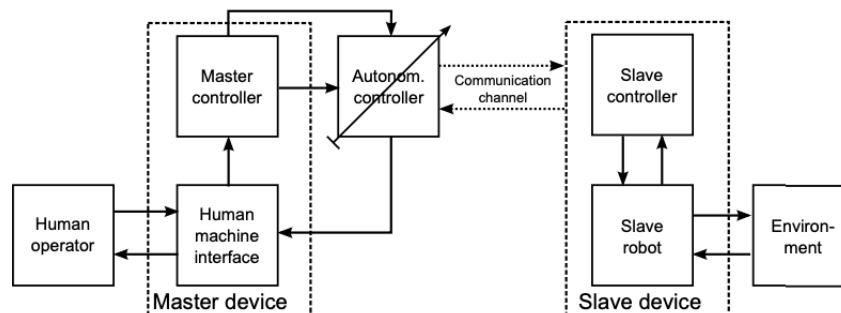 Master
controller
Autonom.
controller
Communication
channel
Slave
controller
Human
operator
Human
machine
interface
Slave
robot
Environ-
ment
Master device
Slave device